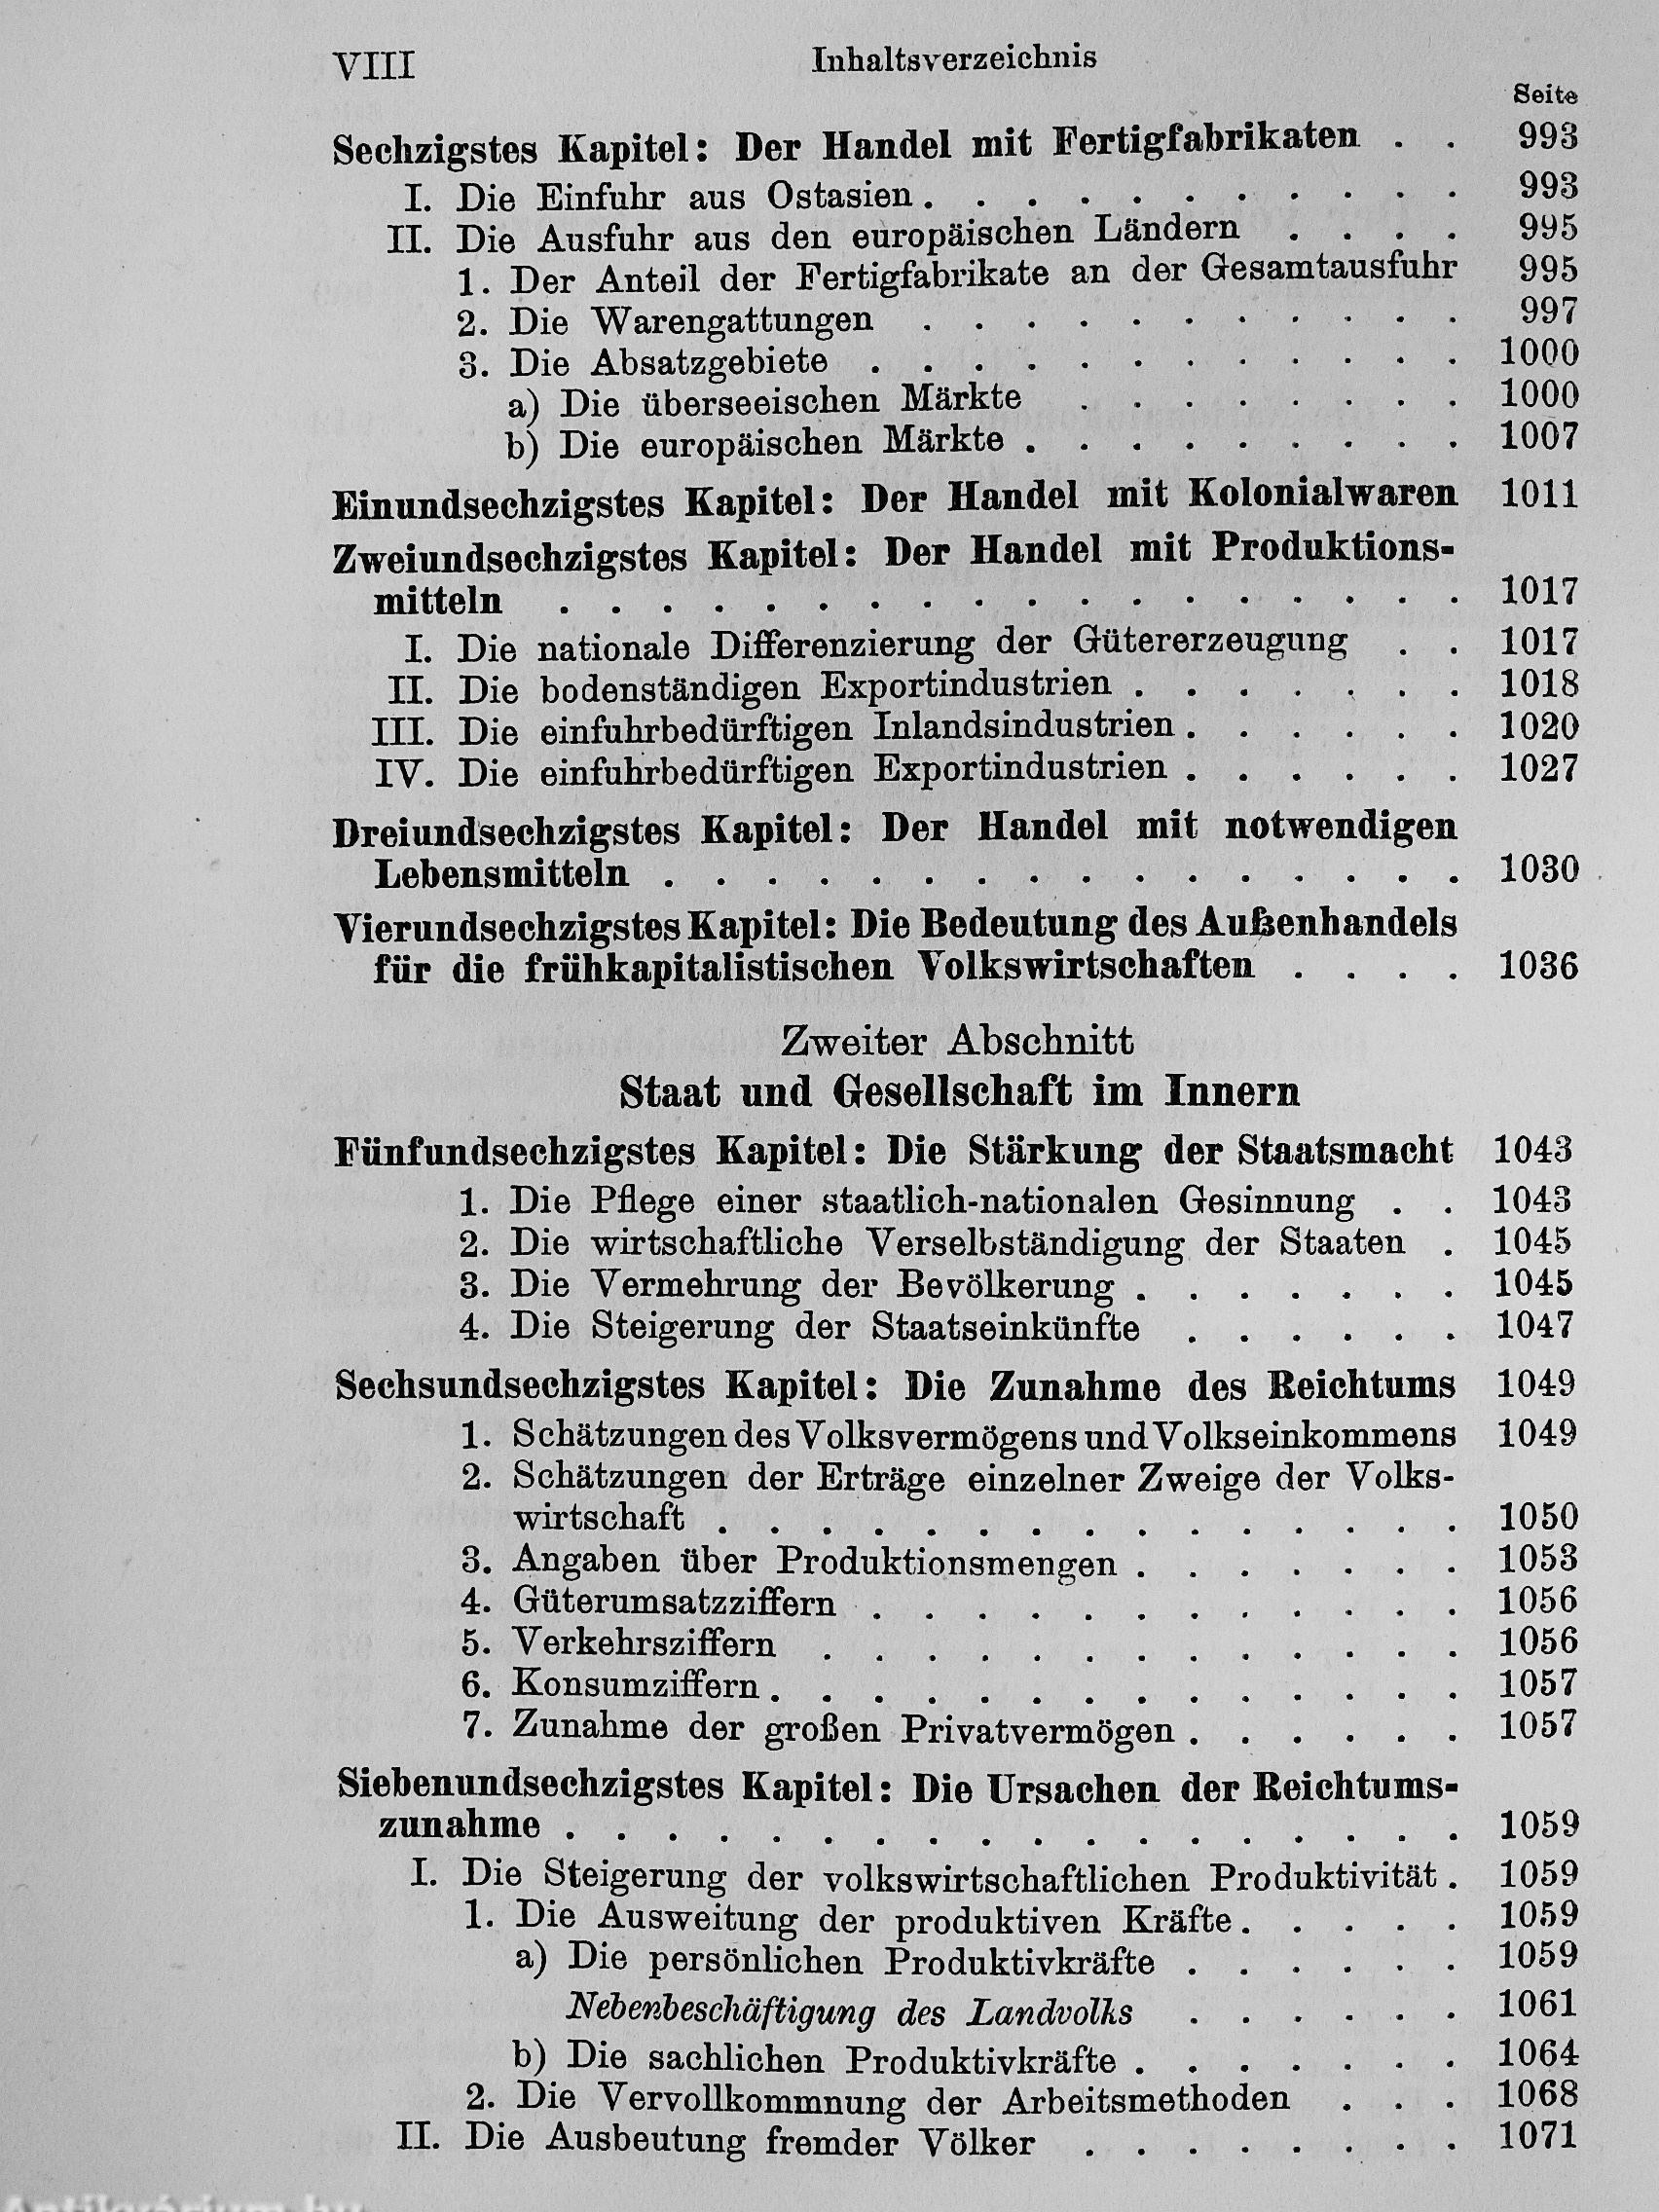 VIII Inhaltsverzeichnis
Seite
Sechzigstes Kapitel: Der Handel mit Fertigfabrikaten . . 993
I. Die Einfuhr aus Ostasien . . . . . . . . . . . 993
II. Die Ausfuhr aus den europäischen Ländern . . . . 995
1. Der Anteil der Fertigfabrikate an der Gesamtausfuhr 995
2. Die Warengattungen . . . . . . . . . . . 997
3. Die Absatzgebiete . . . . . . . . . . . . 1000
a) Die überseeischen Märkte . . . . . . . . 1000
b) Die europäischen Märkte . . . . . . . . . 1007
Einundsechzigstes Kapitel: Der Handel mit Kolonialwaren 1011
Zweiundsechzigstes Kapitel: Der Handel mit Produktions-
mitteln . . . . . . . . . . . . . . . . . . 1017
I. Die nationale Differenzierung der Gütererzeugung . . 1017
II. Die bodenständigen Exportindustrien . . . . . . . 1018
III. Die einfuhrbedürftigen Inlandsindustrien . . . . . . 1020
IV. Die einfuhrbedürftigen Exportindustrien . . . . . . 1027
Dreiundsechzigstes Kapitel: Der Handel mit notwendigen
Lebensmitteln . . . . . . . . . . . . . . . . 1030
Vierundsechzigstes Kapitel: Die Bedeutung des Außenhandels
für die frühkapitalistischen Volkswirtschaften . . . . 1036
Zweiter Abschnitt
Staat und Gesellschaft im Innern
Fünfundsechzigstes Kapitel: Die Stärkung der Staatsmacht 1043
1. Die Pflege einer staatlich-nationalen Gesinnung . . 1043
2. Die wirtschaftliche Verselbständigung der Staaten . 1045
3. Die Vermehrung der Bevölkerung . . . . . . . 1045
4. Die Steigerung der Staatseinkünfte . . . . . . 1047
Sechsundsechzigstes Kapitel: Die Zunahme des Reichtums 1049
1. Schätzungen des Volksvermögens und Volkseinkommens 1049
2. Schätzungen der Erträge einzelner Zweige der Volks-
wirtschaft . . . . . . . . . . . . . . . 1050
3. Angaben über Produktionsmengen . . . . . . . 1053
4. Güterumsatzziffern . . . . . . . . . . . . 1056
5. Verkehrsziffern . . . . . . . . . . . . . 1056
6. Konsumziffern . . . . . . . . . . . . . . 1057
7. Zunahme der großen Privatvermögen . . . . . . 1057
Siebenundsechzigstes Kapitel: Die Ursachen der Reichtums-
zunahme . . . . . . . . . . . . . . . . . . 1059
I. Die Steigerung der volkswirtschaftlichen Produktivität . 1059
1. Die Ausweitung der produktiven Kräfte . . . . . 1059
a) Die persönlichen Produktivkräfte . . . . . . 1059
Nebenbeschäftigung des Landvolks . . . . . . 1061
b) Die sachlichen Produktivkräfte . . . . . . . 1064
2. Die Vervollkommnung der Arbeitsmethoden . . . 1068
II. Die Ausbeutung fremder Völker . . . . . . . . 1071